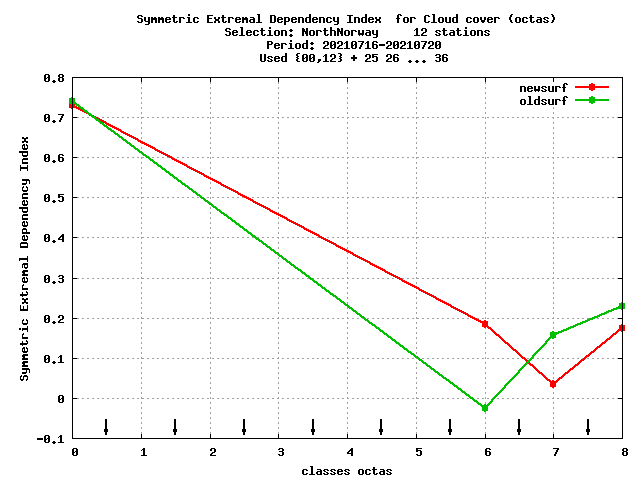 Symmetric Extremal Dependency Index  for Cloud cover (octas)
Selection: NorthNorway     12 stations
Period: 20210716-20210720
Used {00,12} + 25 26 ... 36
newsurf
oldsurf
Symmetric Extremal Dependency Index
0.8
0.7
0.6
0.5
0.4
0.3
0.2
0.1
0
-0.1
0 1 2 3 4 5 6 7 8
classes octas